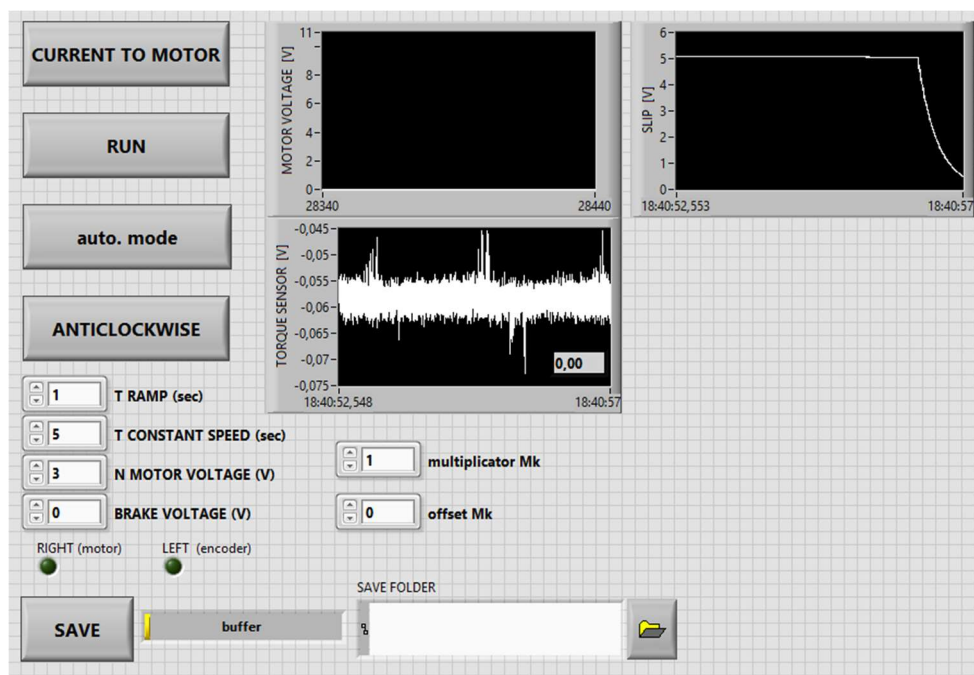 CURRENT TO MOTOR
RUN
auto. mode
ANTICLOCKWISE
MOTOR VOLTAGE [V]
11
8
6
4
2
0
28340 28440
SLIP [V]
6
5
4
3
2
1
0
18:40:52,553 18:40:57
TORQUE SENSOR [V]
-0,045
-0,05
-0,055
-0,06
-0,065
-0,07
-0,075
0,00
18:40:52,548 18:40:57
1 T RAMP (sec)
5 T CONSTANT SPEED (sec)
3 N MOTOR VOLTAGE (V)
0 BRAKE VOLTAGE (V)
1 multiplicator Mk
0 offset Mk
RIGHT (motor) LEFT (encoder)
SAVE FOLDER
SAVE
buffer